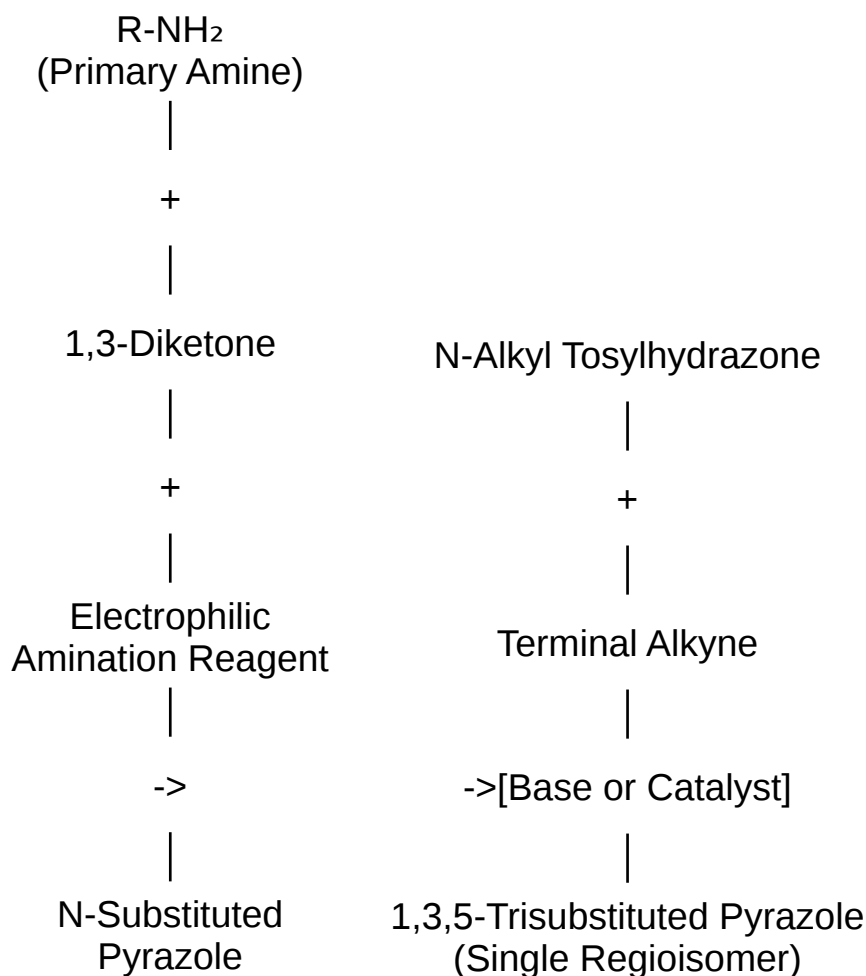 R-NH₂
(Primary Amine)
+
1,3-Diketone
+
Electrophilic
Amination Reagent
->
N-Substituted
Pyrazole
N-Alkyl Tosylhydrazone
+
Terminal Alkyne
->[Base or Catalyst]
1,3,5-Trisubstituted Pyrazole
(Single Regioisomer)